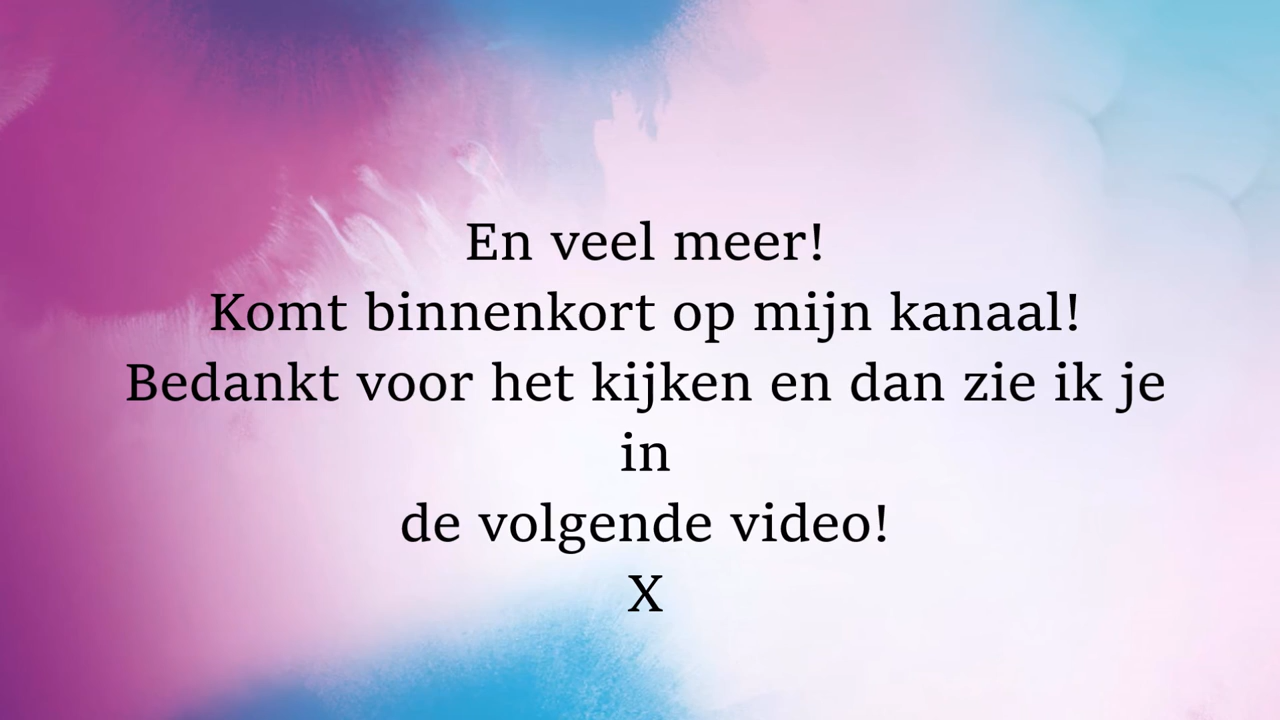 En veel meer!
Komt binnenkort op mijn kanaal!
Bedankt voor het kijken en dan zie ik je
in
de volgende video!
X